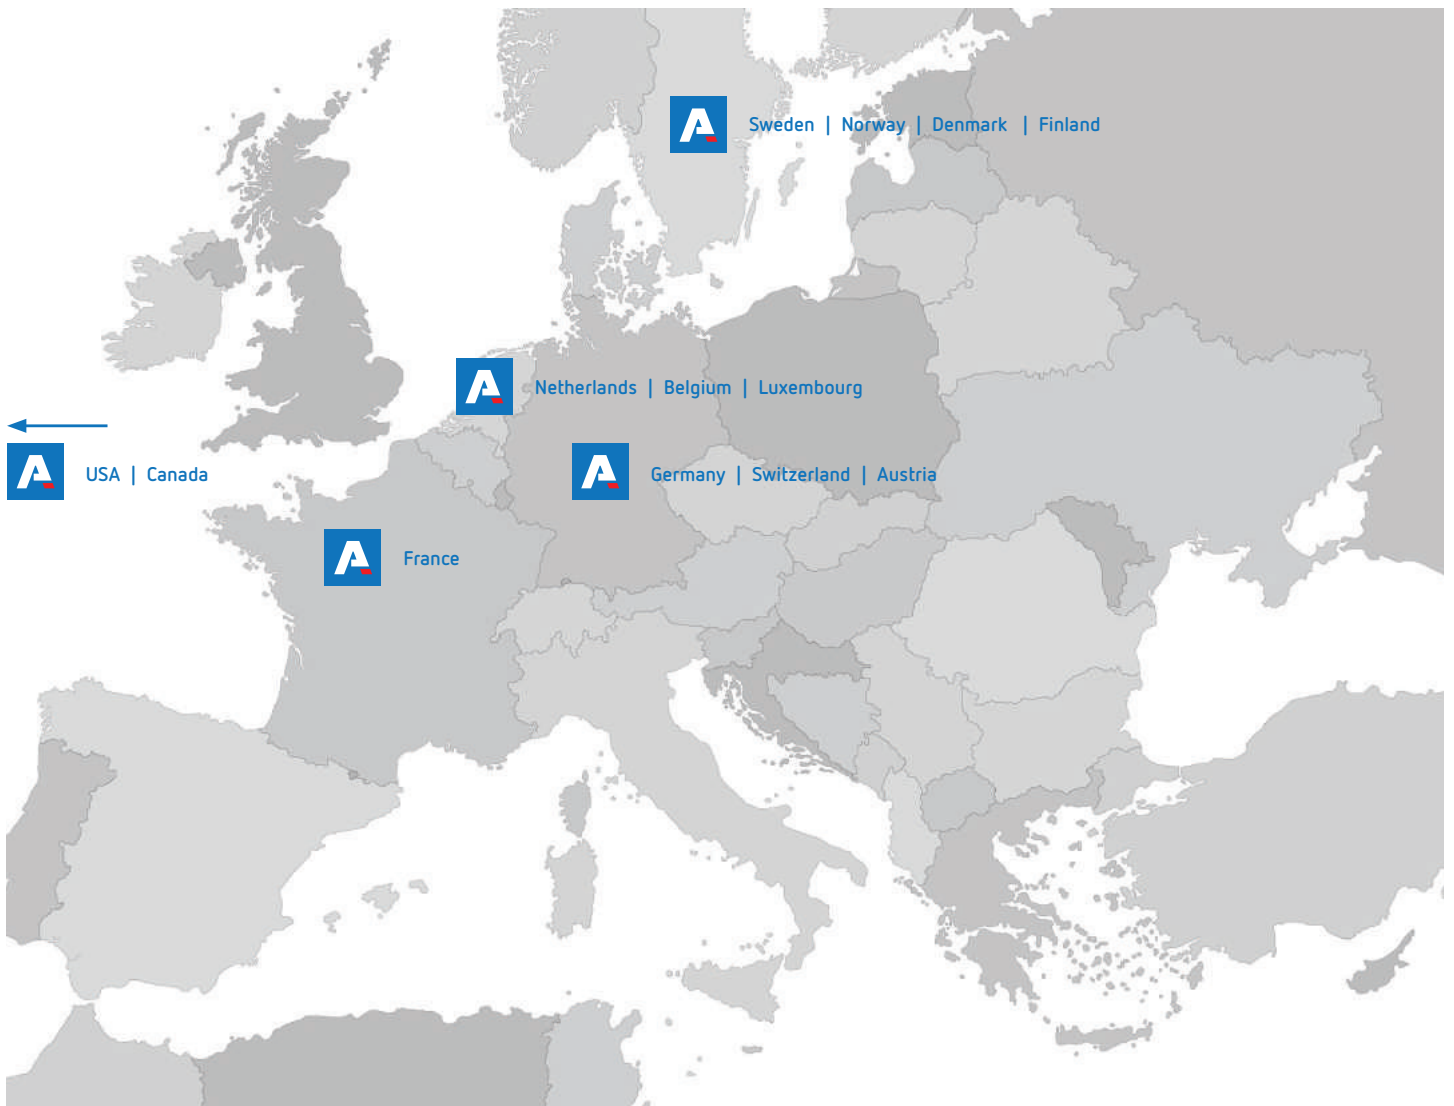 Sweden | Norway | Denmark | Finland
Netherlands | Belgium | Luxembourg
USA | Canada
Germany | Switzerland | Austria
France